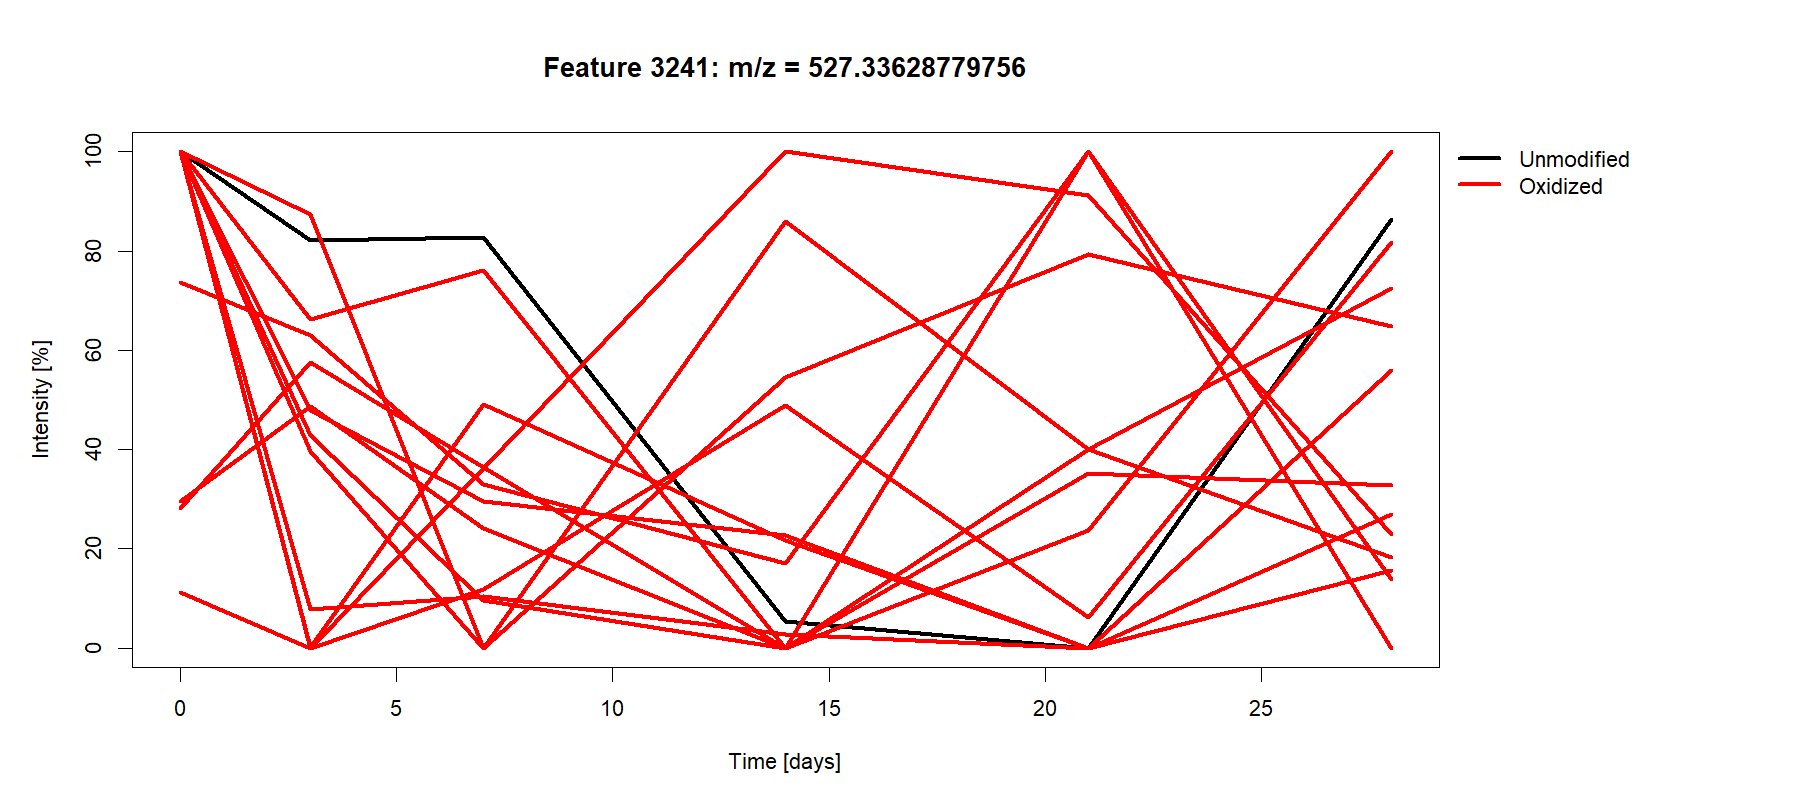 Feature 3241: m/z = 527.33628779756
Unmodified
Oxidized
Intensity [%]
100
80
60
40
20
0
0 5 10 15 20 25
Time [days]